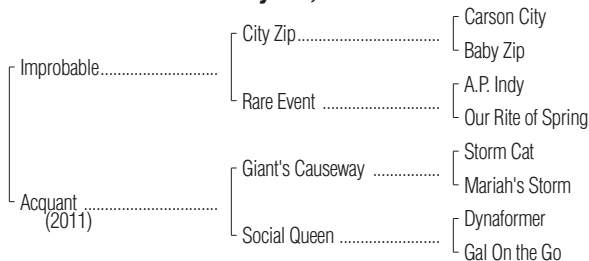 Carson City
City Zip..........................................
Baby Zip
Improbable..................................
A.P. Indy
Rare Event ...................................
Our Rite of Spring
Storm Cat
Giant's Causeway ....................
Mariah's Storm
Acquant ........................................
(2011)
Dynaformer
Social Queen ..............................
Gal On the Go